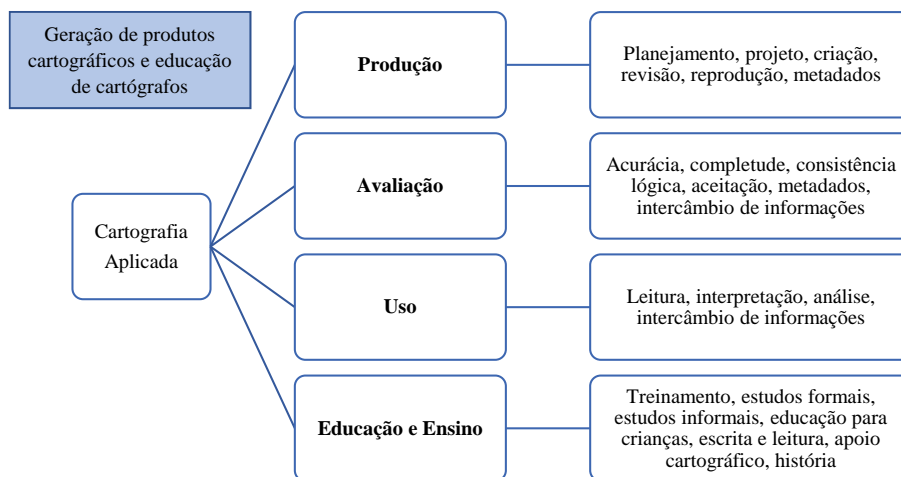 Geração de produtos
cartográficos e educação
de cartógrafos
Cartografia
Aplicada
Produção
Planejamento, projeto, criação,
revisão, reprodução, metadados
Avaliação
Acurácia, completude, consistência
lógica, aceitação, metadados,
intercâmbio de informações
Uso
Leitura, interpretação, análise,
intercâmbio de informações
Educação e Ensino
Treinamento, estudos formais,
estudos informais, educação para
crianças, escrita e leitura, apoio
cartográfico, história